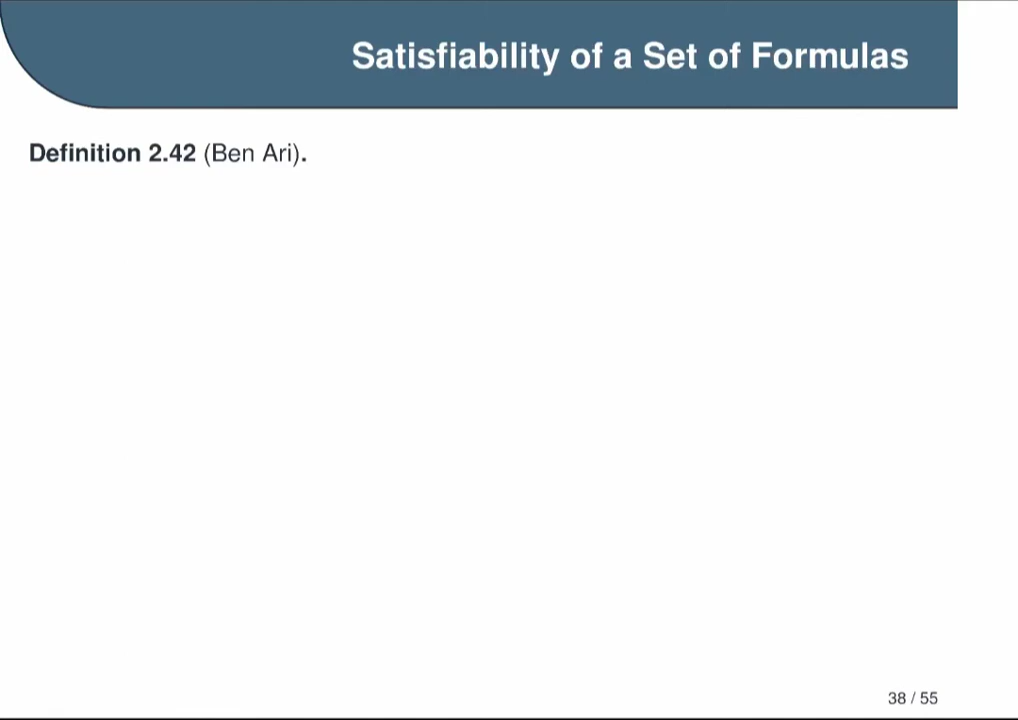 Satisfiability of a Set of Formulas
Definition 2.42 (Ben Ari).
38 / 55